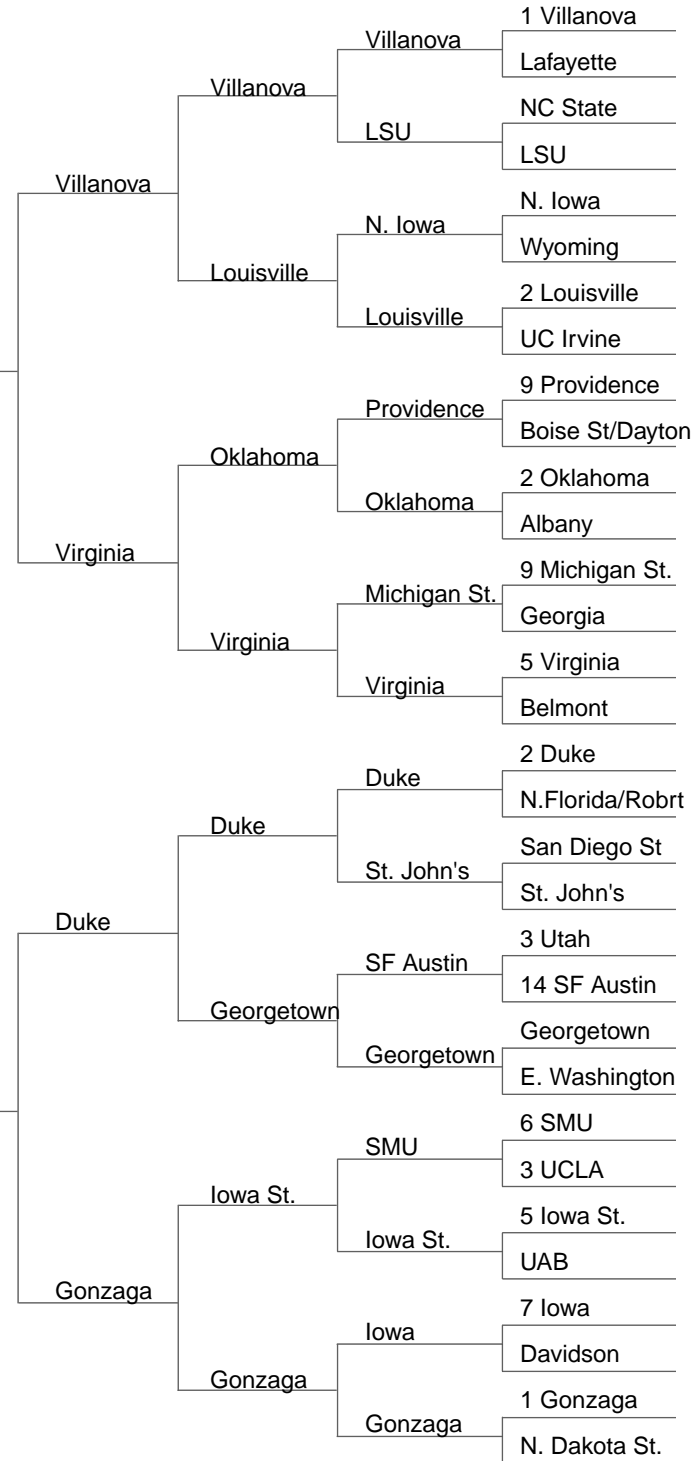 1 Villanova
Villanova
Lafayette
Villanova
NC State
LSU
LSU
Villanova
N. Iowa
N. Iowa
Wyoming
Louisville
2 Louisville
Louisville
UC Irvine
9 Providence
Providence
Boise St/Dayton
Oklahoma
2 Oklahoma
Oklahoma
Albany
Virginia
9 Michigan St.
Michigan St.
Georgia
Virginia
5 Virginia
Virginia
Belmont
2 Duke
Duke
N.Florida/Robrt
Duke
San Diego St
St. John's
St. John's
Duke
3 Utah
SF Austin
14 SF Austin
Georgetown
Georgetown
Georgetown
E. Washington
6 SMU
SMU
3 UCLA
Iowa St.
5 Iowa St.
Iowa St.
UAB
Gonzaga
7 Iowa
Iowa
Davidson
Gonzaga
1 Gonzaga
Gonzaga
N. Dakota St.